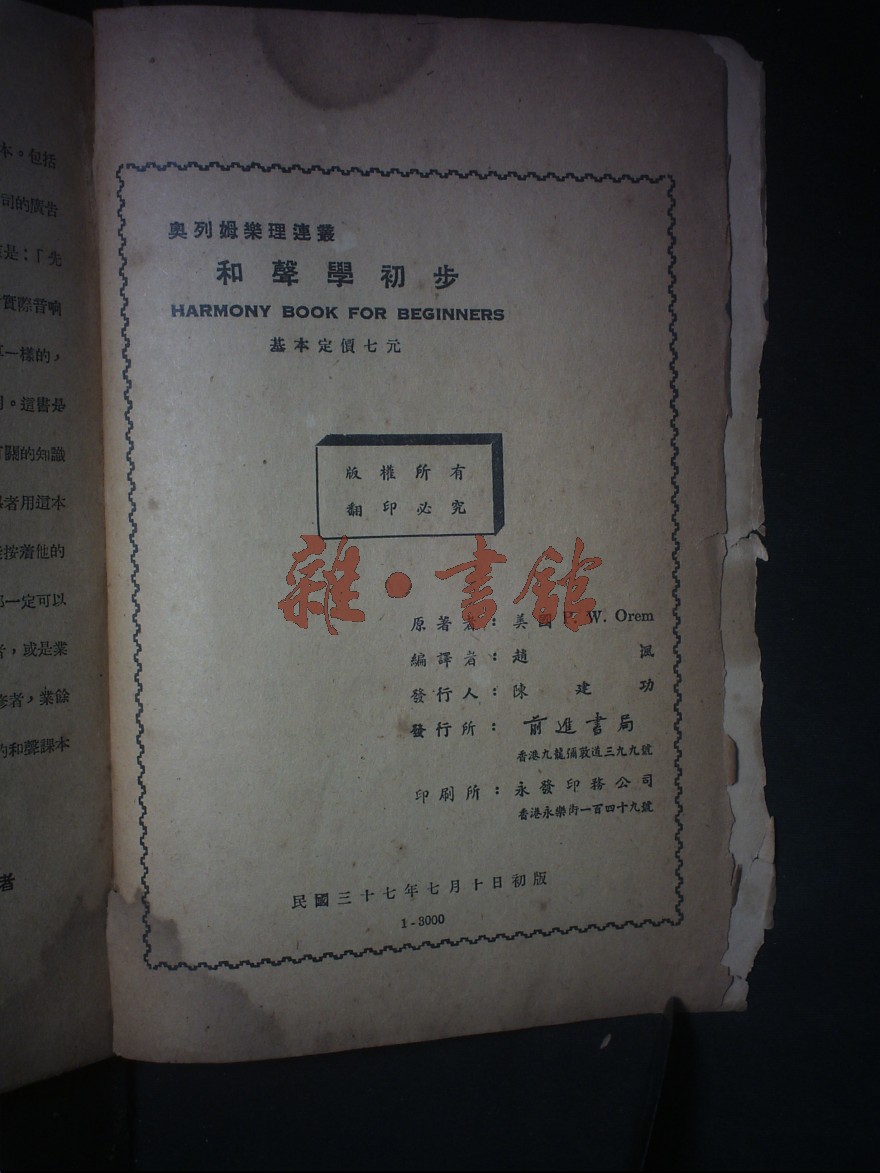 本。包括
司的廣告
是：「先
實際音响
一樣的，
。這書是
關的知識
者用這本
按着他的
一定可以
，或是業
修者，業餘
的和聲課本
者
奧列姆樂理連叢
和聲學初步
HARMONY BOOK FOR BEGINNERS
基本定價七元
版權所有
翻印必究
雜·書館
原著者：美國 P. W. Orem
編譯者：趙渢
發行人：陳建功
發行所：前進書局
香港九龍彌敦道三九九號
印刷所：永發印務公司
香港永樂街一百四十九號
民國三十七年七月十日初版
1-3000